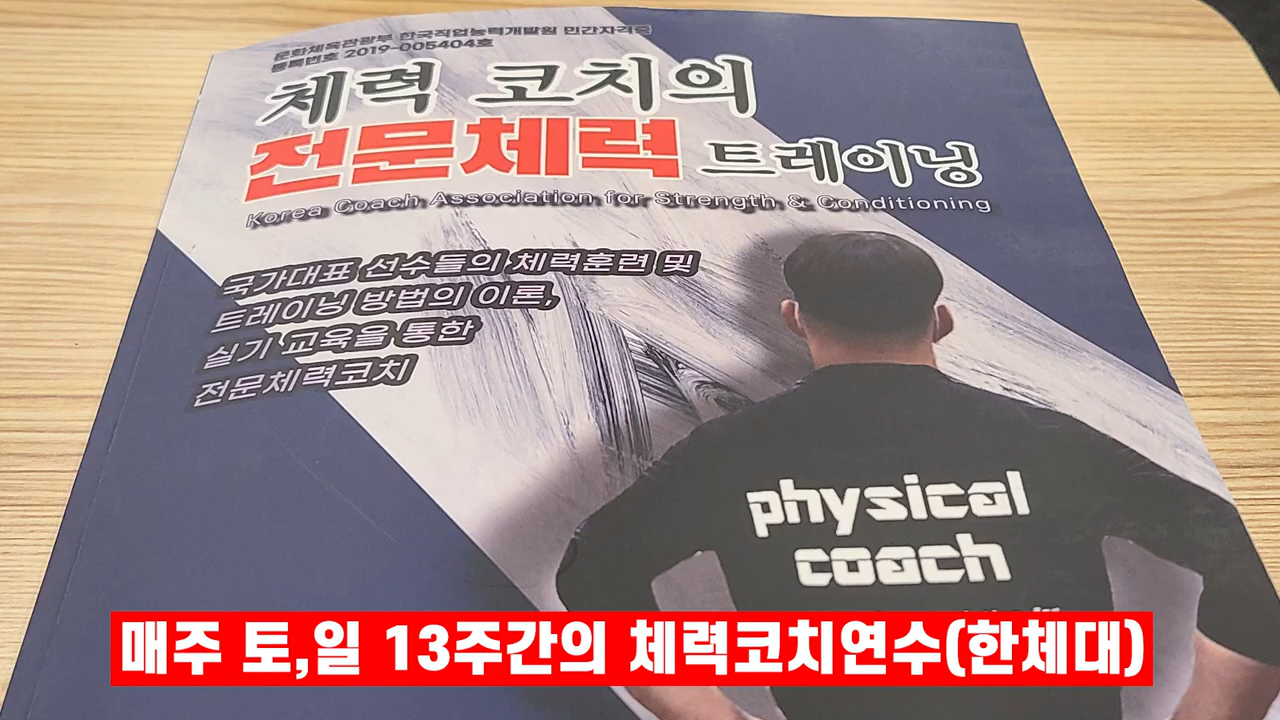 문화체육관광부 한국직업능력개발원 민간자격증
등록번호 2019-005404호
체력 코치의
전문체력 트레이닝
Korea Coach Association for Strength & Conditioning
국가대표 선수들의 체력훈련 및
트레이닝 방법의 이론,
실기 교육을 통한
전문체력코치
physical
coach
매주 토,일 13주간의 체력코치연수(한체대)